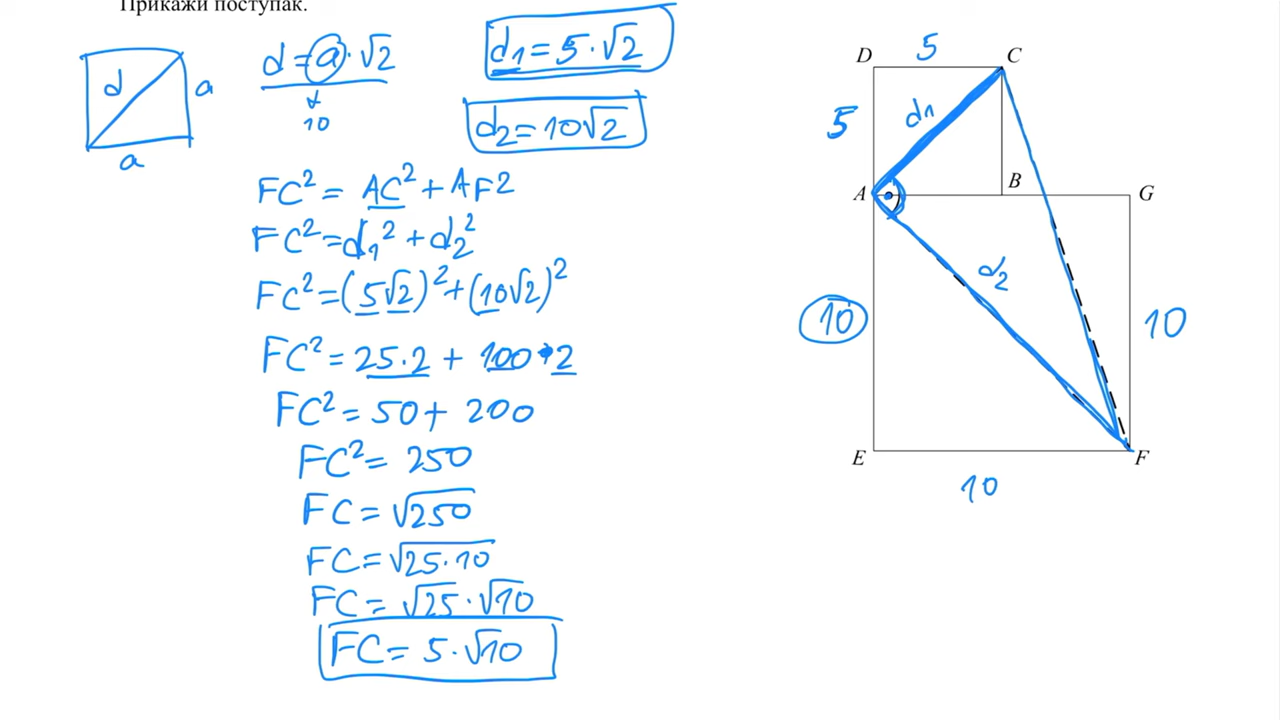 Прикажи поступак.
d = a · √2
10
d1 = 5 · √2
d2 = 10√2
d
a
a
FC² = AC² + AF²
FC² = d₁² + d₂²
FC² = (5√2)² + (10√2)²
FC² = 25·2 + 100·2
FC² = 50 + 200
FC² = 250
FC = √250
FC = √25·10
FC = √25 · √10
FC = 5 · √10
5
D C
5 d1
A B G
d2
10 10
E F
10